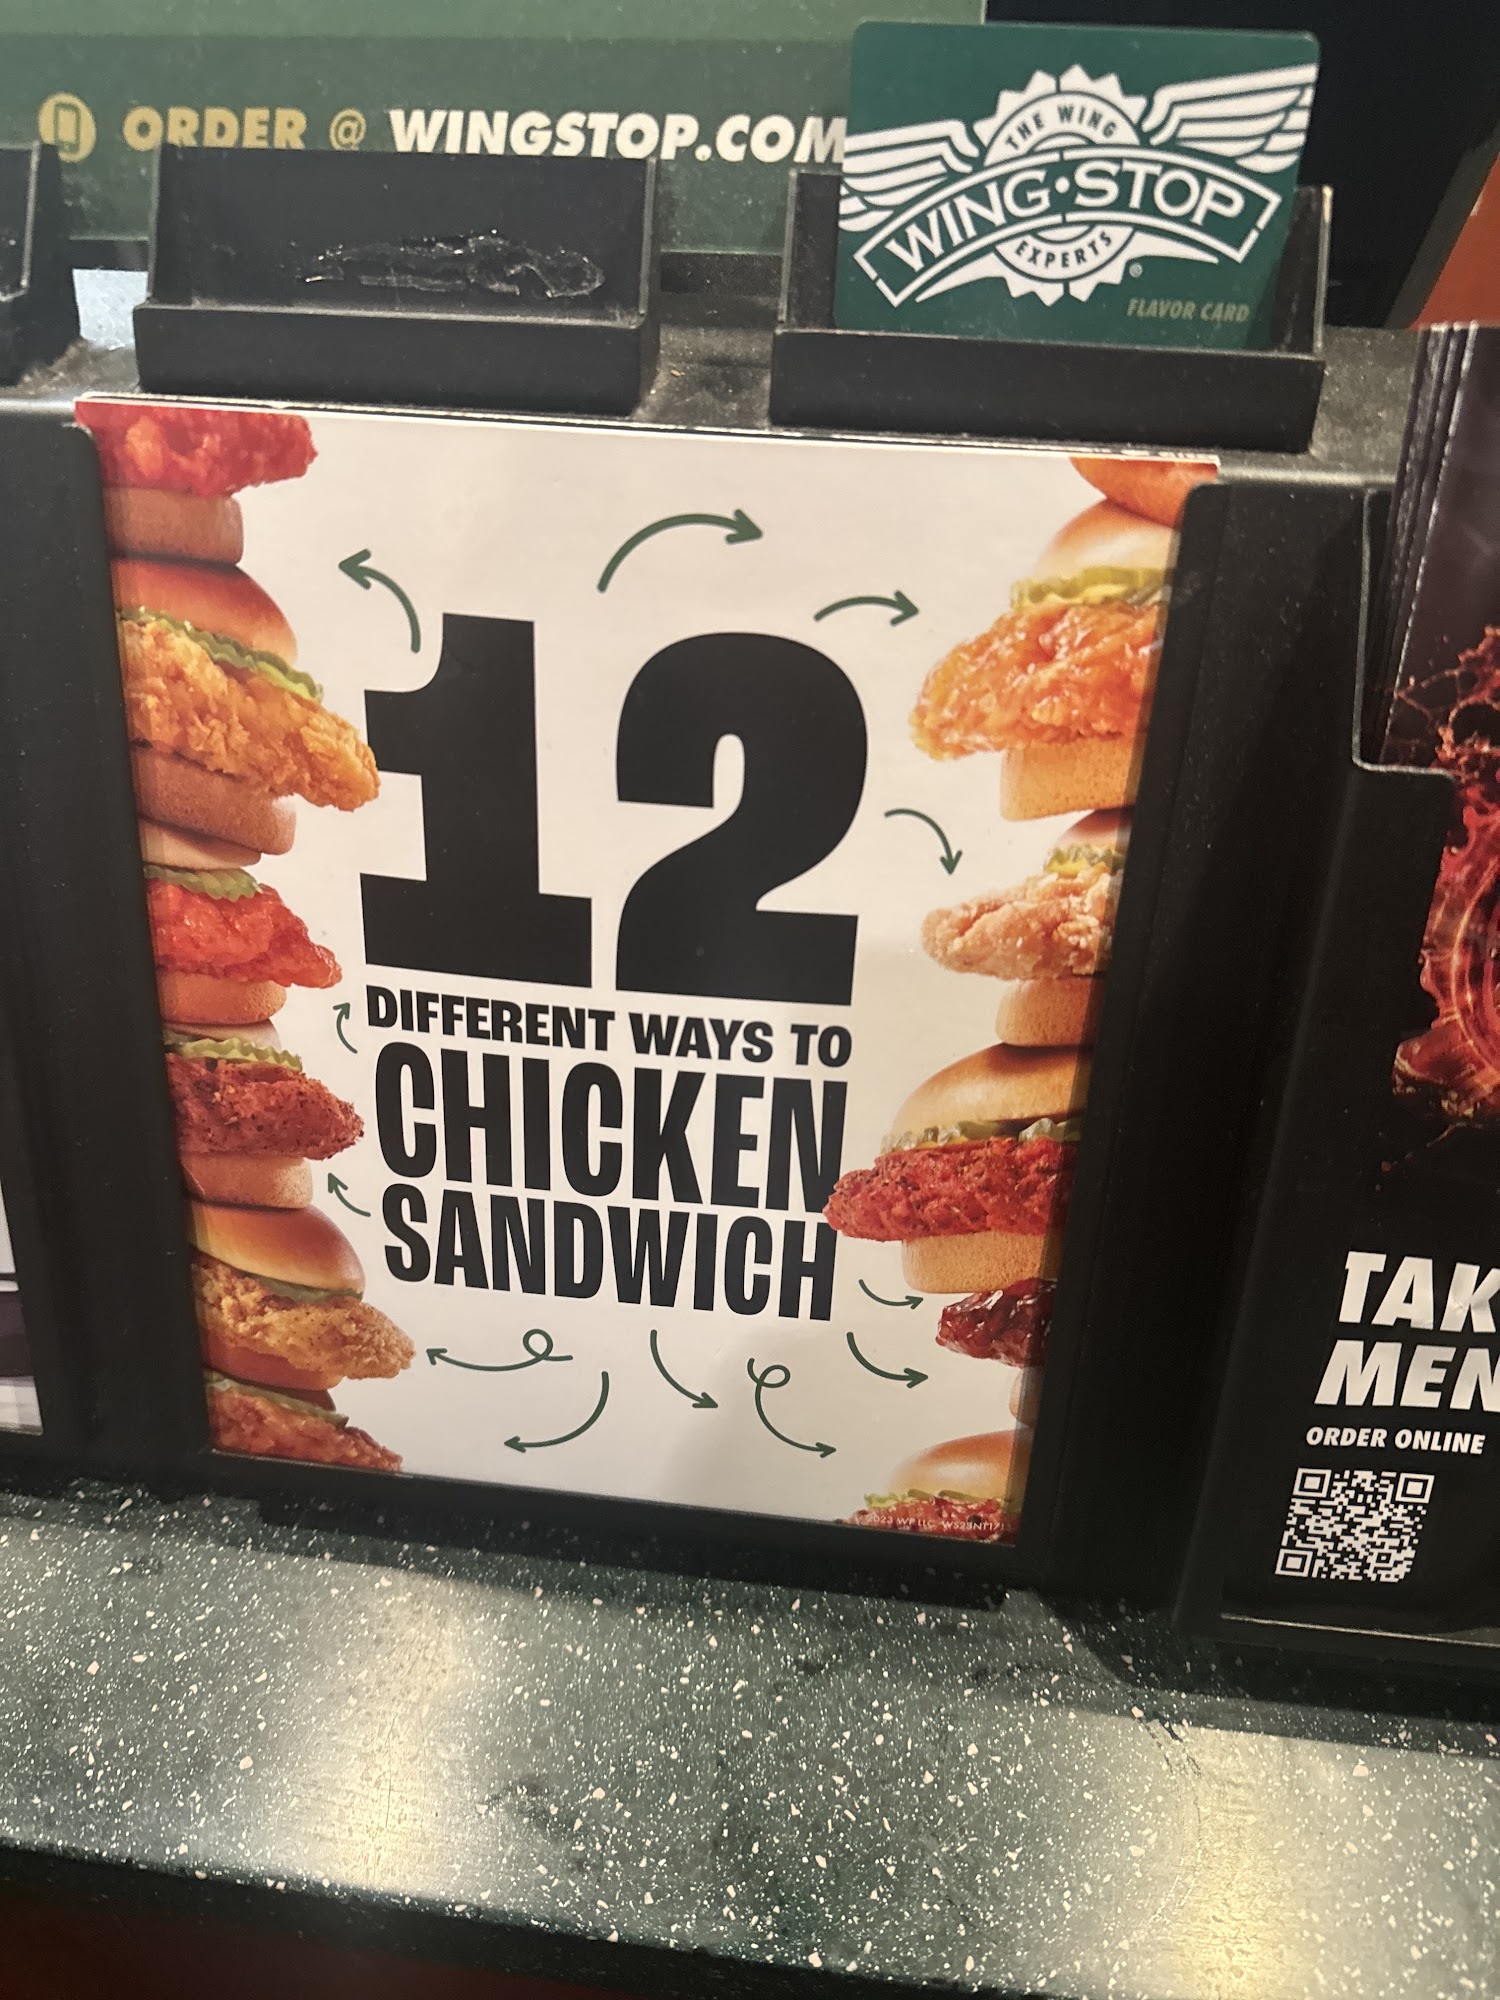 ORDER @ WINGSTOP.COM
THE WING
WING·STOP
EXPERTS
®
FLAVOR CARD
12
DIFFERENT WAYS TO
CHICKEN
SANDWICH
TAK
MEN
ORDER ONLINE